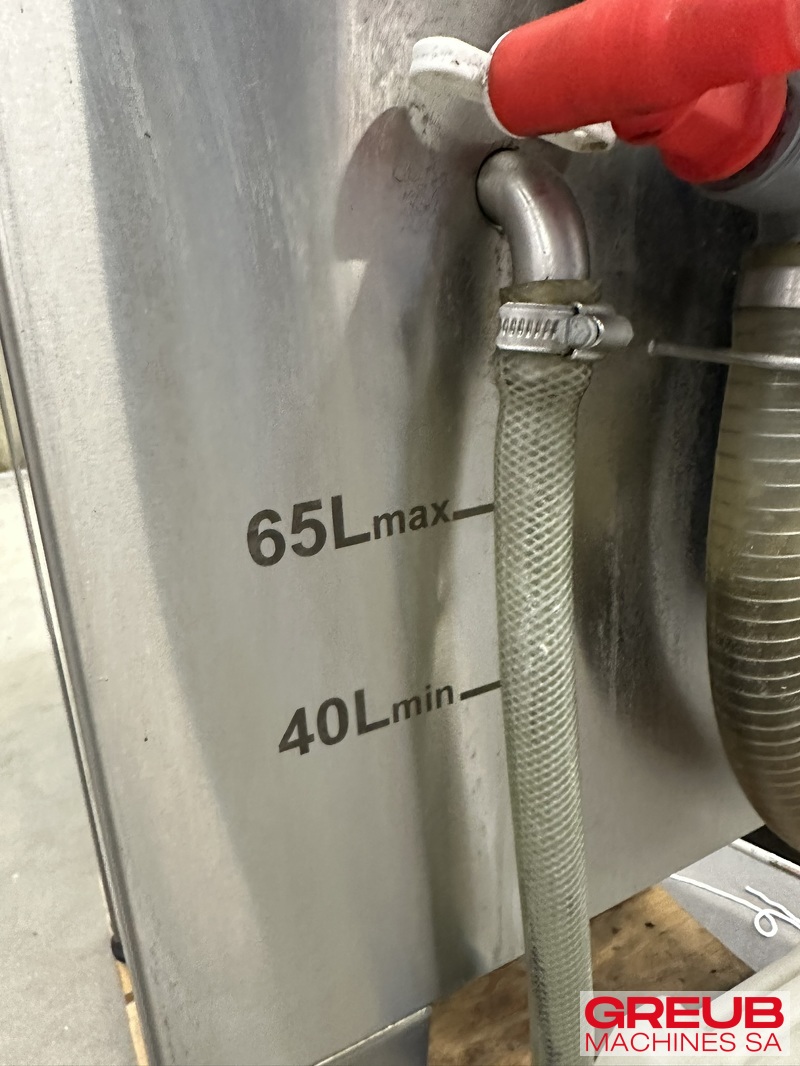 65Lmax
40Lmin
GREUB
MACHINES SA